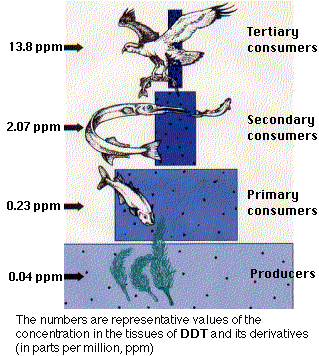 13.8 ppm
Tertiary
consumers
2.07 ppm
Secondary
consumers
0.23 ppm
Primary
consumers
0.04 ppm
Producers
The numbers are representative values of the
concentration in the tissues of DDT and its derivatives
(in parts per million, ppm)